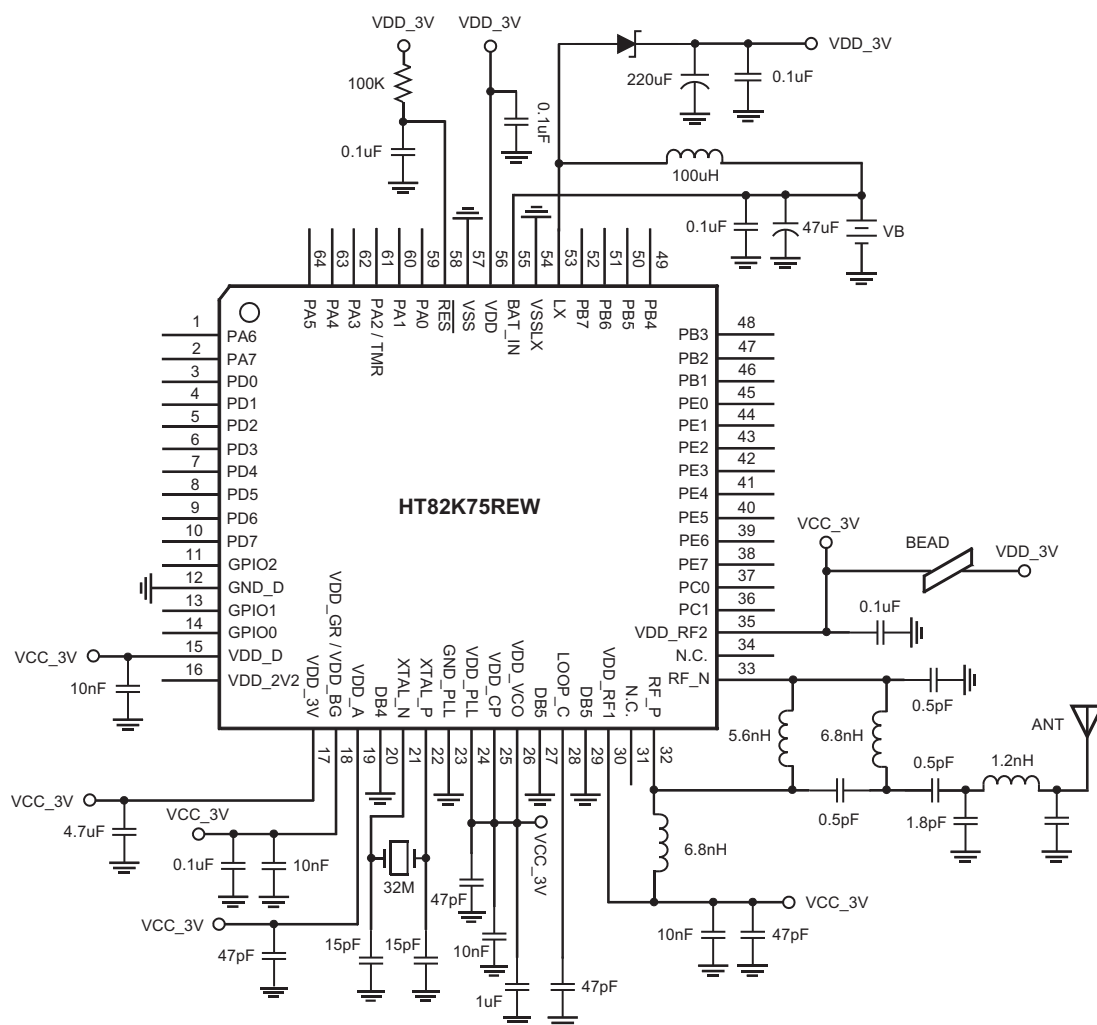 VDD_3V
VDD_3V
VDD_3V
100K
0.1uF
0.1uF
220uF
0.1uF
100uH
0.1uF
47uF
VB
64
63
62
61
60
59
58
57
56
55
54
53
52
51
50
49
PA5
PA4
PA3
PA2 / TMR
PA1
PA0
RES
VSS
VDD
BAT_IN
VSSLX
LX
PB7
PB6
PB5
PB4
1 PA6
2 PA7
3 PD0
4 PD1
5 PD2
6 PD3
7 PD4
8 PD5
9 PD6
10 PD7
11 GPIO2
12 GND_D
13 GPIO1
14 GPIO0
VCC_3V 15 VDD_D
16 VDD_2V2
10nF
HT82K75REW
PB3 48
PB2 47
PB1 46
PE0 45
PE1 44
PE2 43
PE3 42
PE4 41
PE5 40
PE6 39
PE7 38
PC0 37
PC1 36
VDD_RF2 35
N.C. 34
RF_N 33
VCC_3V
BEAD
VDD_3V
0.1uF
0.5pF
VDD_3V
VDD_GR / VDD_BG
VDD_A
DB4
XTAL_N
XTAL_P
GND_PLL
VDD_PLL
VDD_CP
VDD_VCO
DB5
LOOP_C
DB5
VDD_RF1
N.C.
RF_P
17
18
19
20
21
22
23
24
25
26
27
28
29
30
31
32
5.6nH
6.8nH
ANT
0.5pF
1.2nH
0.5pF
1.8pF
VCC_3V
4.7uF
VCC_3V
0.1uF
10nF
32M
VCC_3V
47pF
6.8nH
VCC_3V
47pF
15pF
15pF
10nF
1uF
47pF
VCC_3V
10nF
47pF